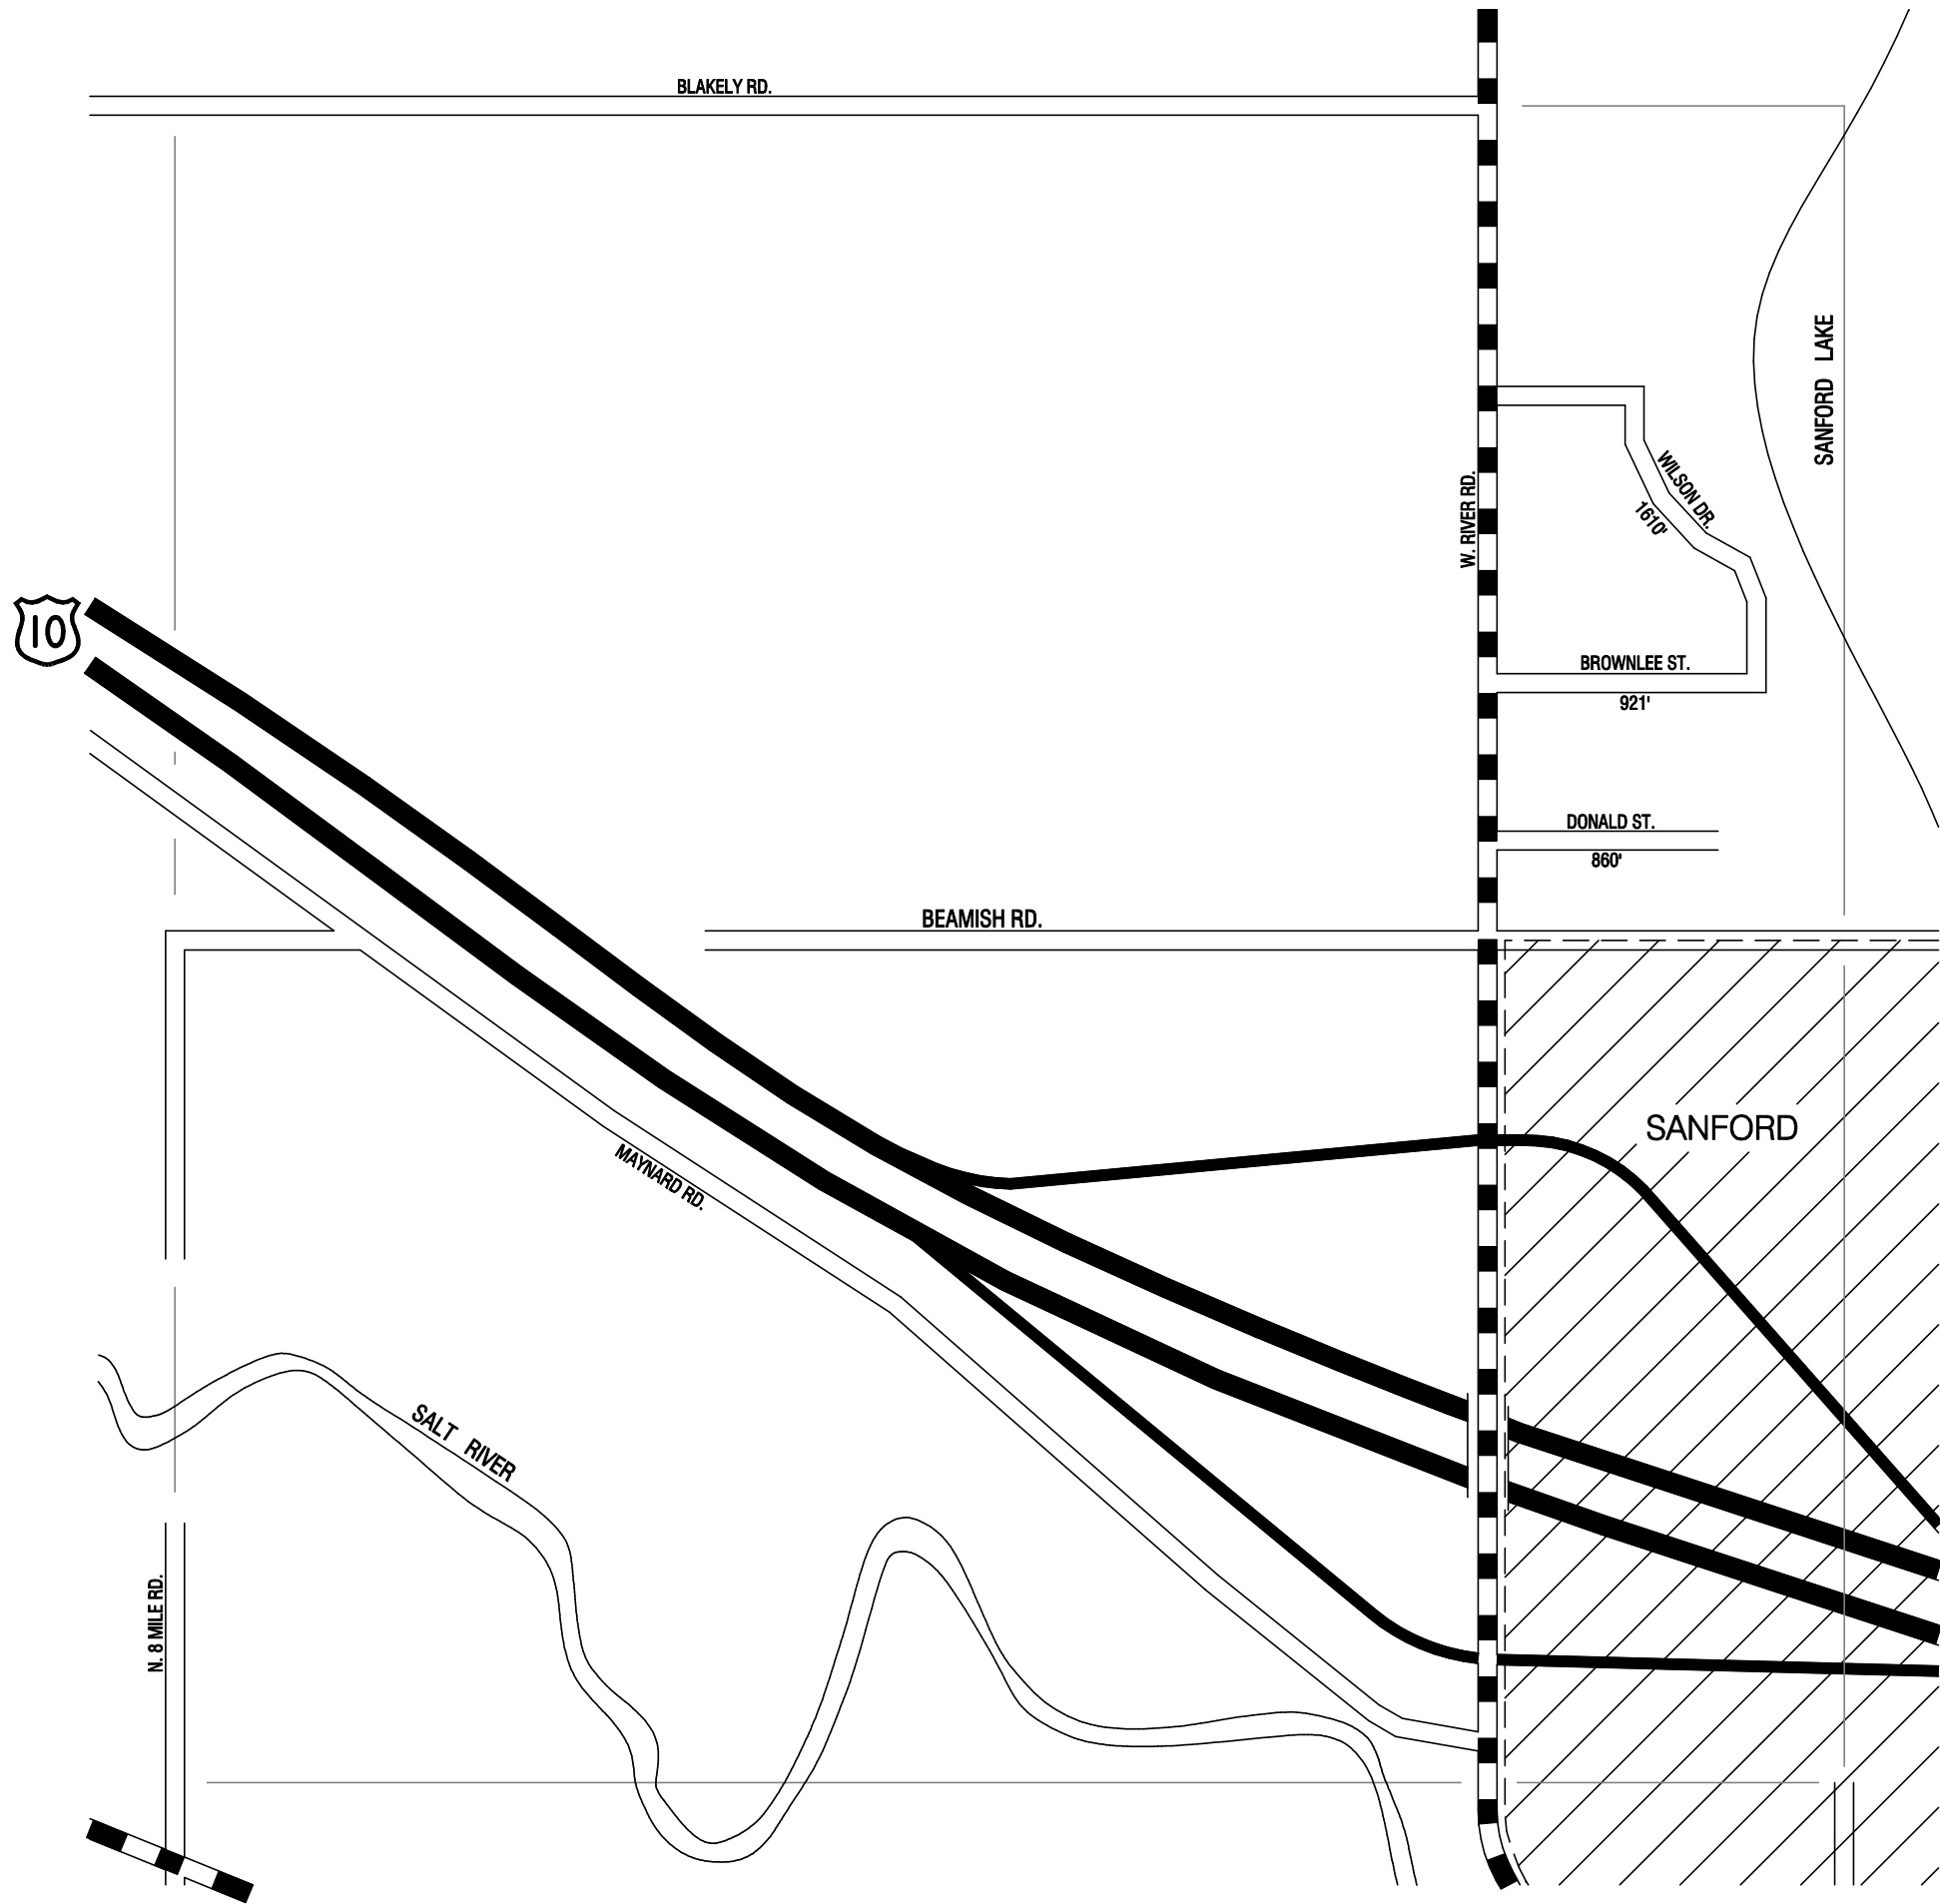 BLAKELY RD.
SANFORD LAKE
W. RIVER RD.
WILSON DR.
1610'
10
BROWNLEE ST.
921'
DONALD ST.
860'
BEAMISH RD.
SANFORD
MAYNARD RD.
SALT RIVER
N. 8 MILE RD.